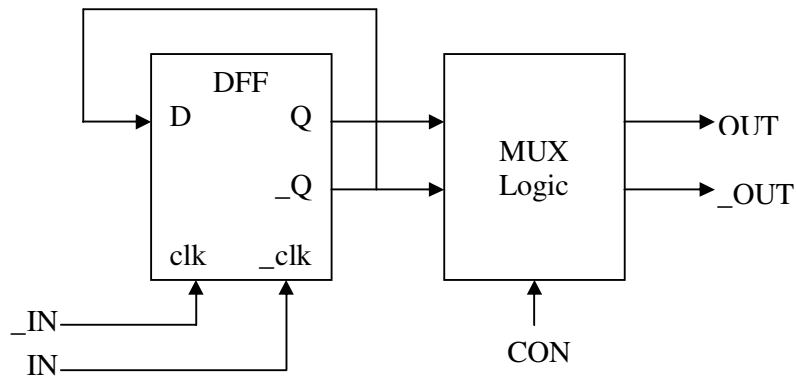 DFF
D Q
MUX
Logic
OUT
_Q
_OUT
clk _clk
_IN
IN
CON